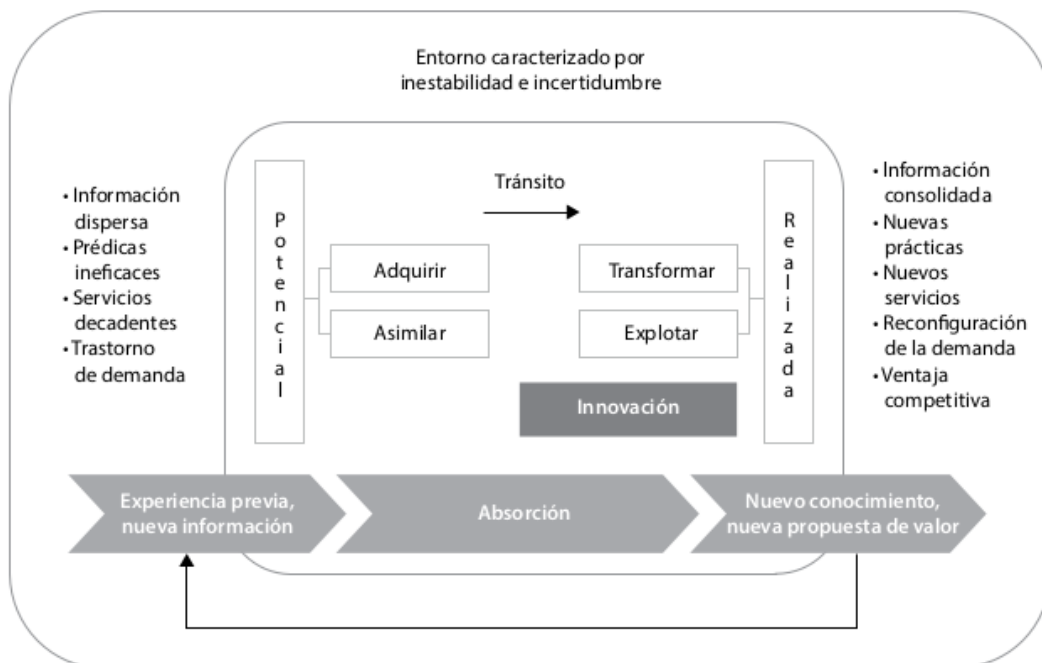 Entorno caracterizado por
inestabilidad e incertidumbre
• Información
dispersa
• Prédicas
ineficaces
• Servicios
decadentes
• Trastorno
de demanda
Potencial
Adquirir
Asimilar
Tránsito
Transformar
Explotar
Innovación
Realizada
• Información
consolidada
• Nuevas
prácticas
• Nuevos
servicios
• Reconfiguración
de la demanda
• Ventaja
competitiva
Experiencia previa,
nueva información
Absorción
Nuevo conocimiento,
nueva propuesta de valor